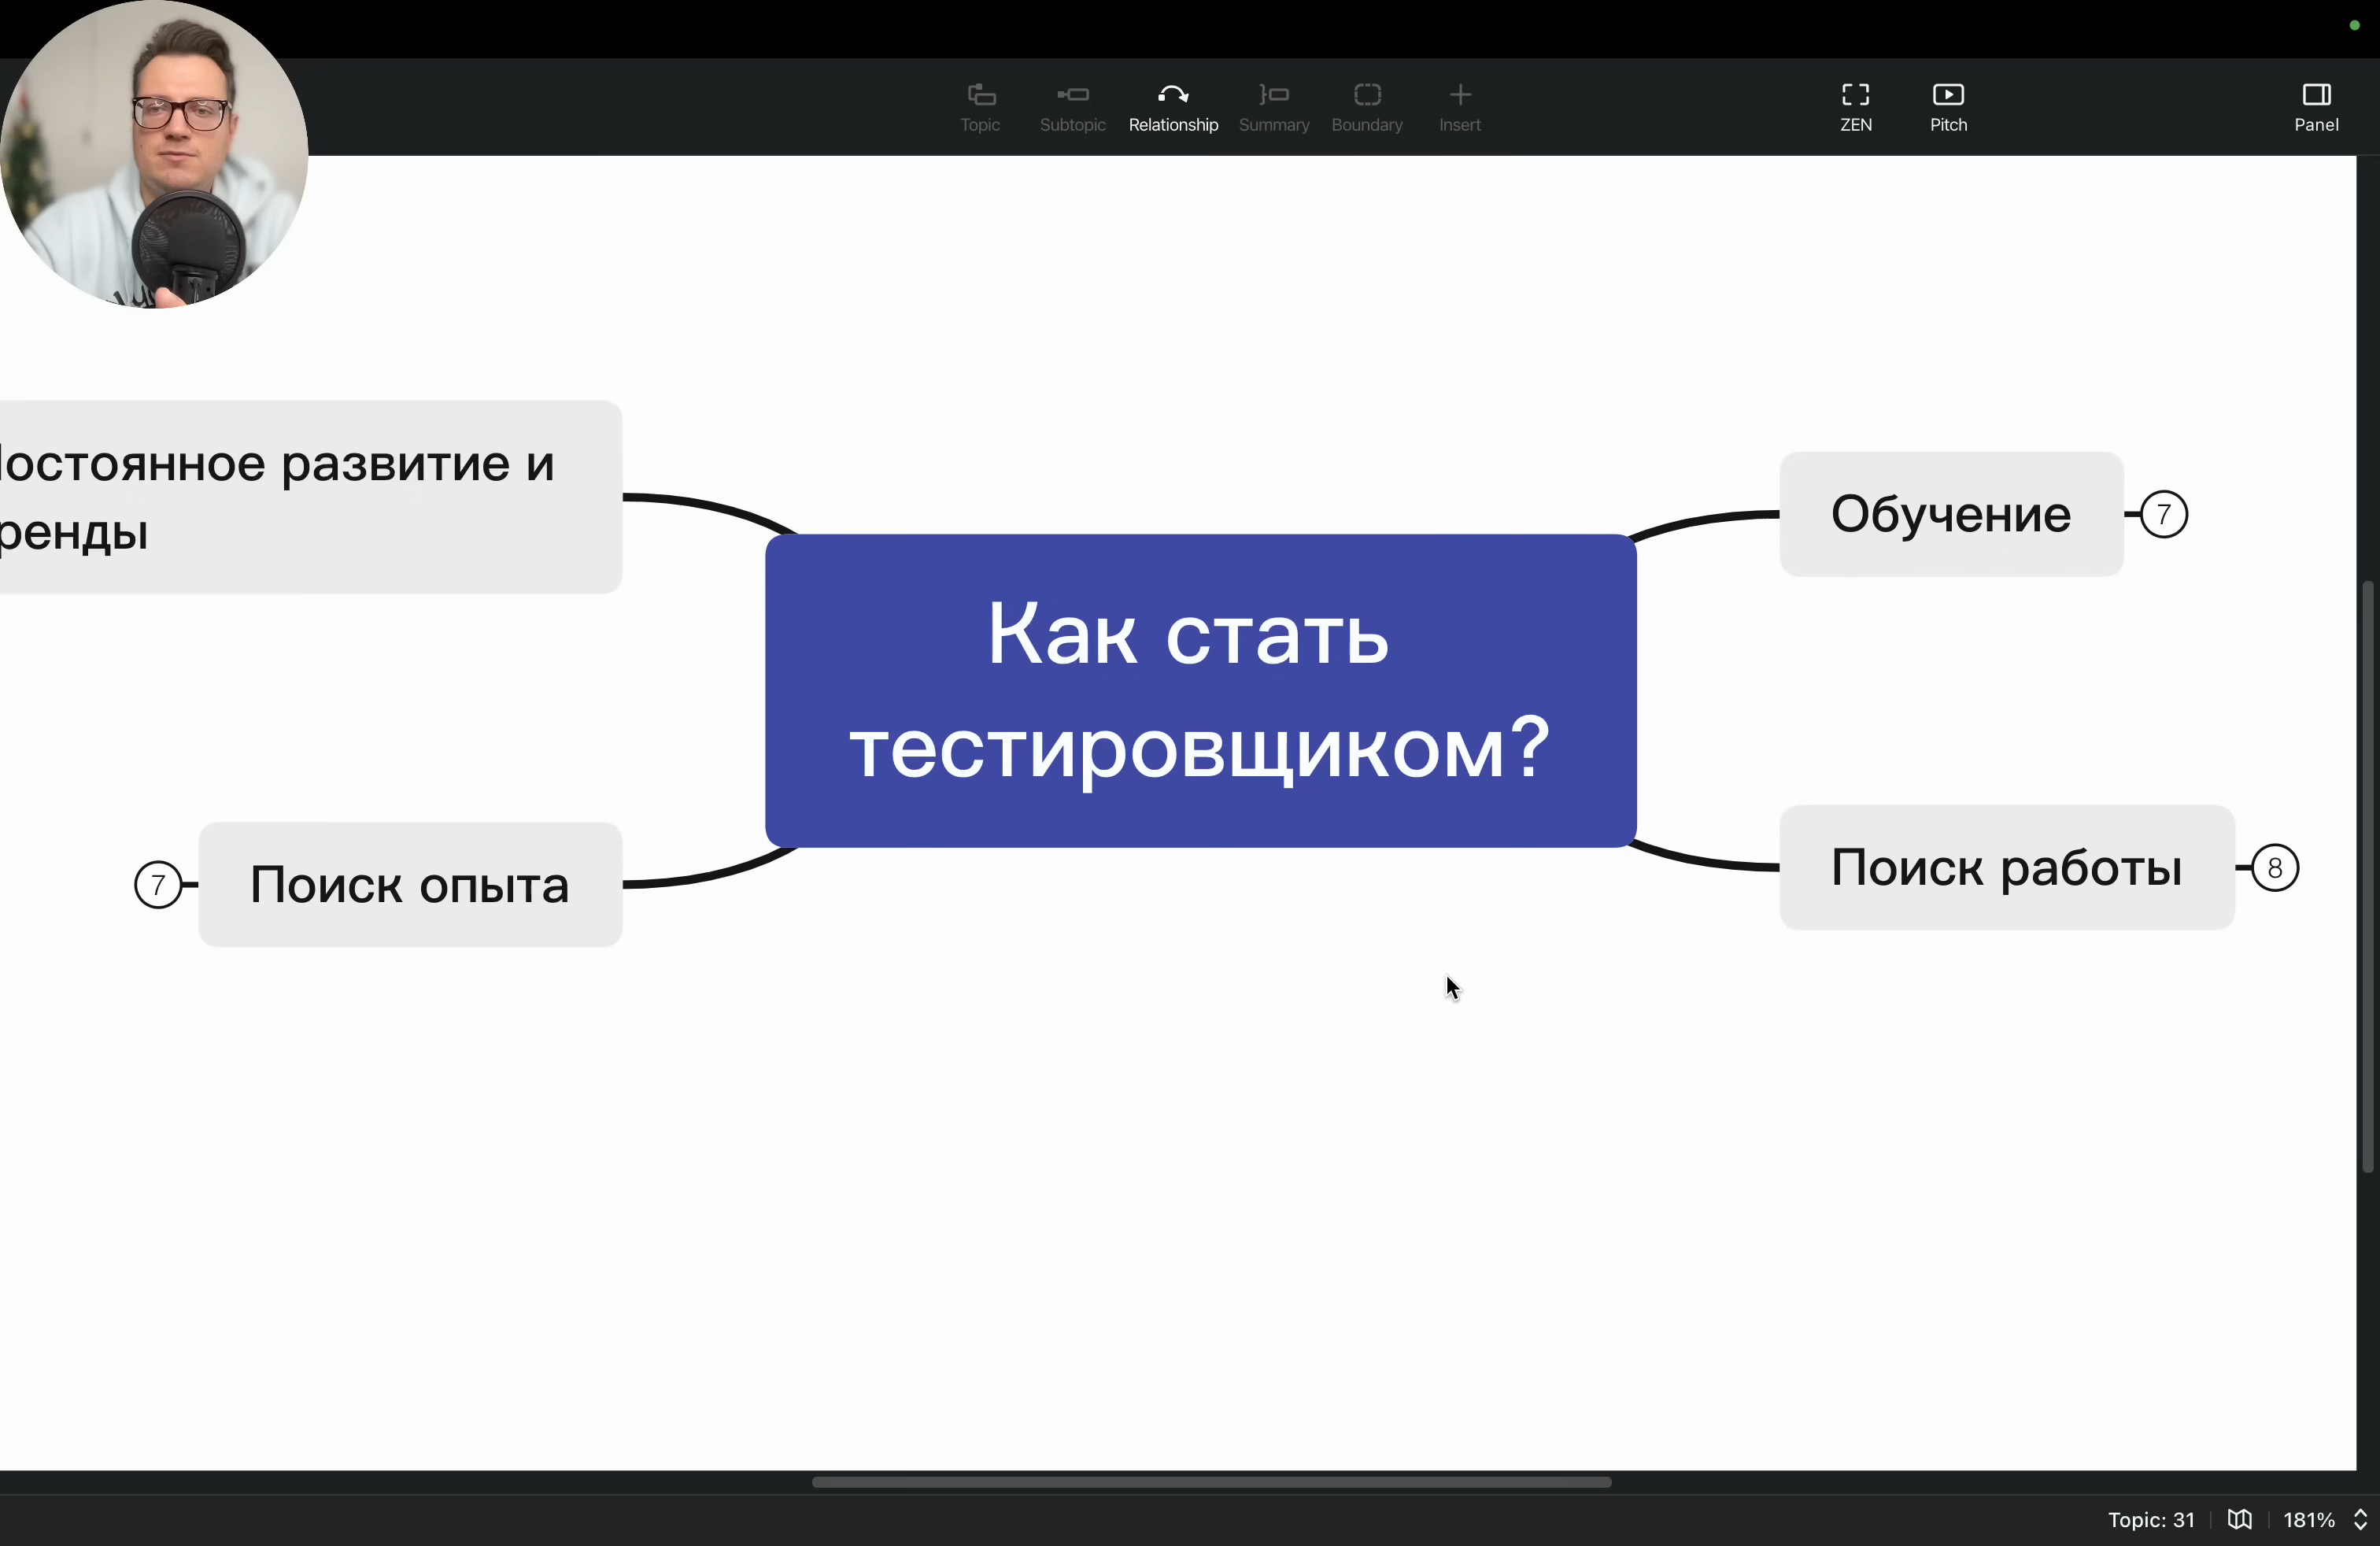 Topic
Subtopic
Relationship
Summary
Boundary
Insert
ZEN
Pitch
Panel
остоянное развитие и
ренды
Как стать
тестировщиком?
Обучение
7
7
Поиск опыта
Поиск работы
8
Topic: 31
181%